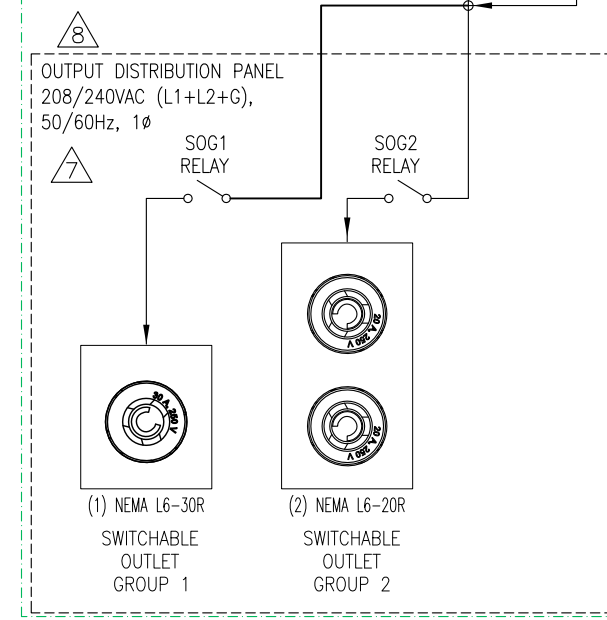 8
OUTPUT DISTRIBUTION PANEL
208/240VAC (L1+L2+G),
50/60Hz, 1ø
7
SOG1
RELAY
SOG2
RELAY
30 A, 250 V
20 A, 250 V
20 A, 250 V
(1) NEMA L6-30R
SWITCHABLE
OUTLET
GROUP 1
(2) NEMA L6-20R
SWITCHABLE
OUTLET
GROUP 2